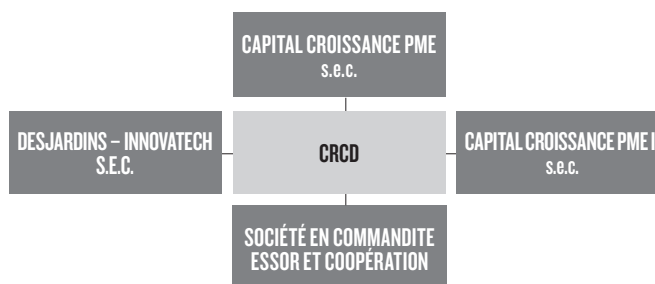 CAPITAL CROISSANCE PME
s.e.c.
DESJARDINS – INNOVATECH
S.E.C.
CRCD
CAPITAL CROISSANCE PME I
s.e.c.
SOCIÉTÉ EN COMMANDITE
ESSOR ET COOPÉRATION